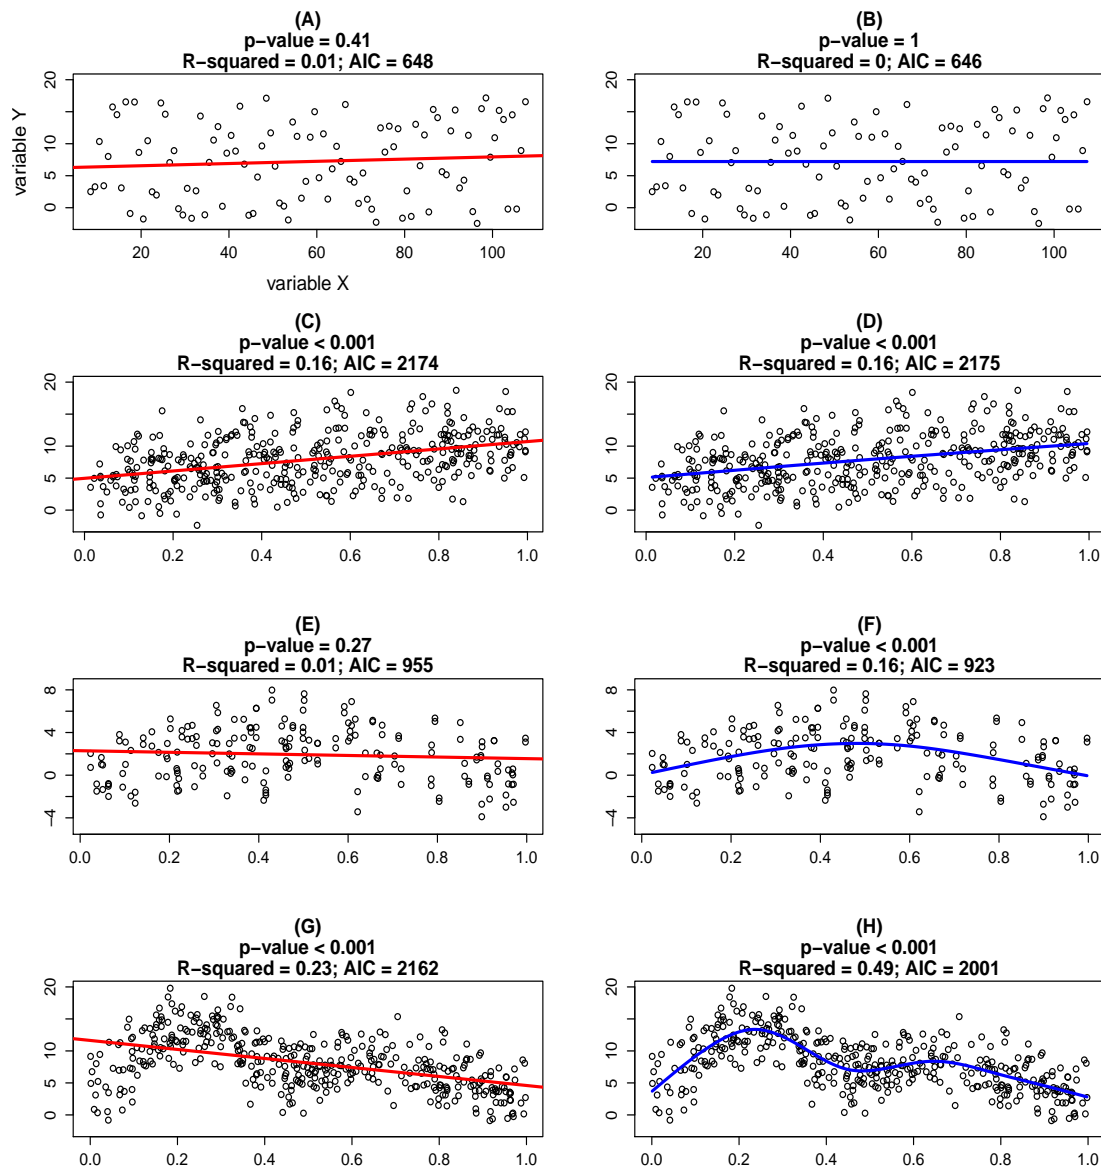 (A)
p−value = 0.41
R−squared = 0.01; AIC = 648
20
10
5
0
variable Y
20 40 60 80 100
variable X
(B)
p−value = 1
R−squared = 0; AIC = 646
20
10
5
0
20 40 60 80 100
(C)
p−value < 0.001
R−squared = 0.16; AIC = 2174
20
10
5
0
0.0 0.2 0.4 0.6 0.8 1.0
(D)
p−value < 0.001
R−squared = 0.16; AIC = 2175
20
10
5
0
0.0 0.2 0.4 0.6 0.8 1.0
(E)
p−value = 0.27
R−squared = 0.01; AIC = 955
8
4
0
−4
0.0 0.2 0.4 0.6 0.8 1.0
(F)
p−value < 0.001
R−squared = 0.16; AIC = 923
8
4
0
−4
0.0 0.2 0.4 0.6 0.8 1.0
(G)
p−value < 0.001
R−squared = 0.23; AIC = 2162
20
10
5
0
0.0 0.2 0.4 0.6 0.8 1.0
(H)
p−value < 0.001
R−squared = 0.49; AIC = 2001
20
10
5
0
0.0 0.2 0.4 0.6 0.8 1.0